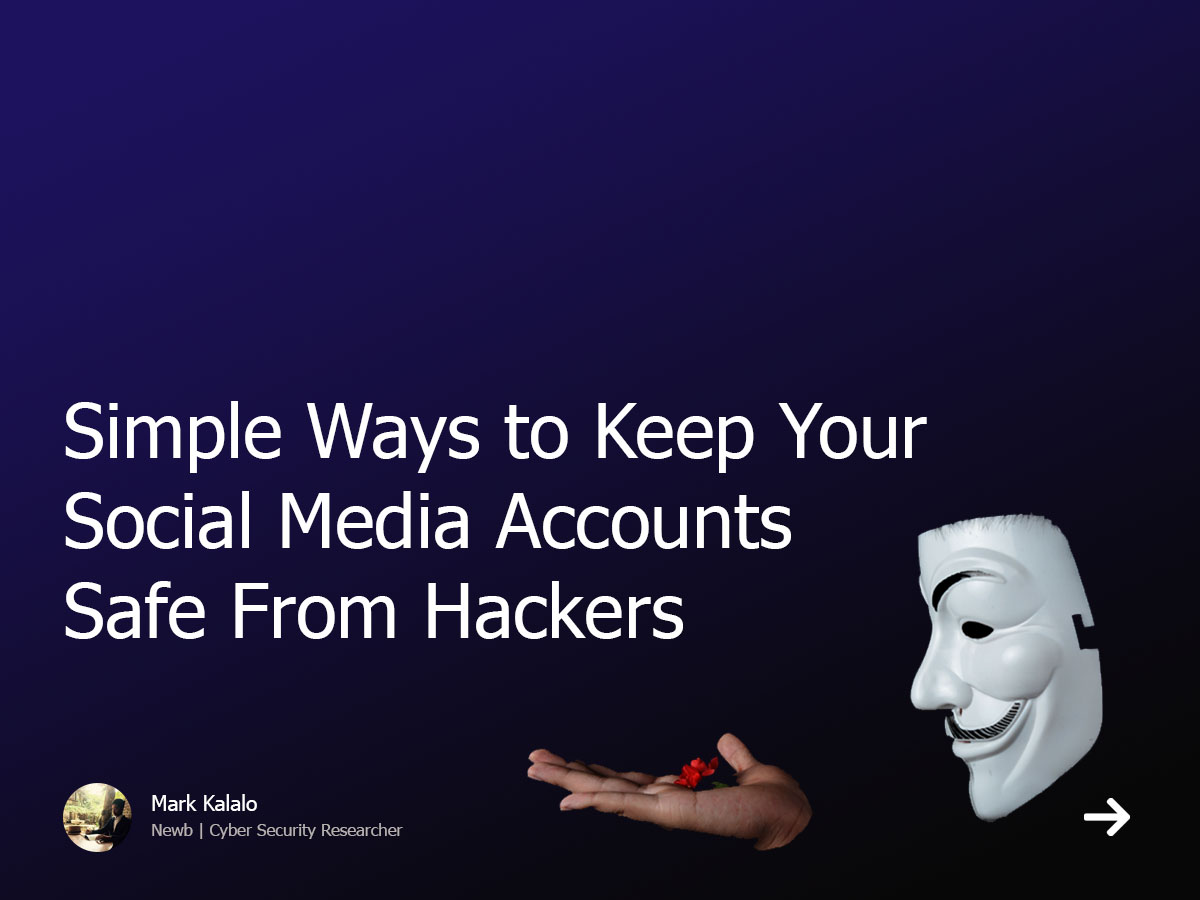 Simple Ways to Keep Your
Social Media Accounts
Safe From Hackers
Mark Kalalo
Newb | Cyber Security Researcher